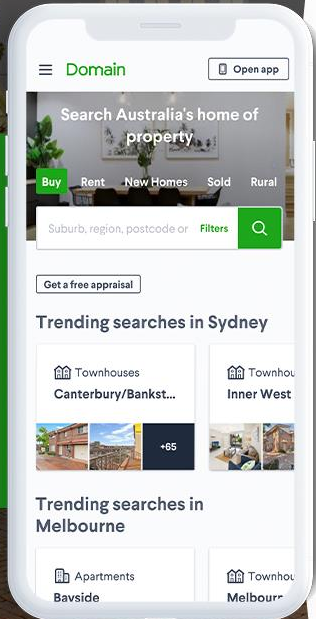 Domain
Open app
Search Australia's home of
property
Buy Rent New Homes Sold Rural
Suburb, region, postcode or Filters
Get a free appraisal
Trending searches in Sydney
Townhouses
Canterbury/Bankst...
+65
Townhou
Inner West
Trending searches in
Melbourne
Apartments
Bayside
Townhou
Melbourn